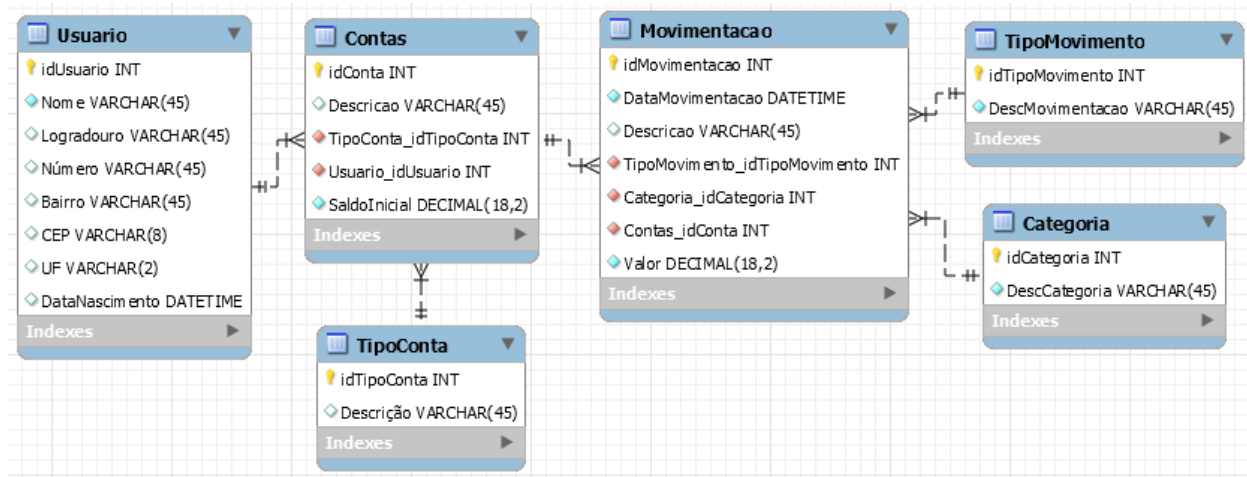 Usuario
idUsuario INT
Nome VARCHAR(45)
Logradouro VARCHAR(45)
Número VARCHAR(45)
Bairro VARCHAR(45)
CEP VARCHAR(8)
UF VARCHAR(2)
DataNascimento DATETIME
Indexes
Contas
idConta INT
Descricao VARCHAR(45)
TipoConta_idTipoConta INT
Usuario_idUsuario INT
SaldoInicial DECIMAL(18,2)
Indexes
TipoConta
idTipoConta INT
Descrição VARCHAR(45)
Indexes
Movimentacao
idMovimentacao INT
DataMovimentacao DATETIME
Descricao VARCHAR(45)
TipoMovimento_idTipoMovimento INT
Categoria_idCategoria INT
Contas_idConta INT
Valor DECIMAL(18,2)
Indexes
TipoMovimento
idTipoMovimento INT
DescMovimentacao VARCHAR(45)
Indexes
Categoria
idCategoria INT
DescCategoria VARCHAR(45)
Indexes